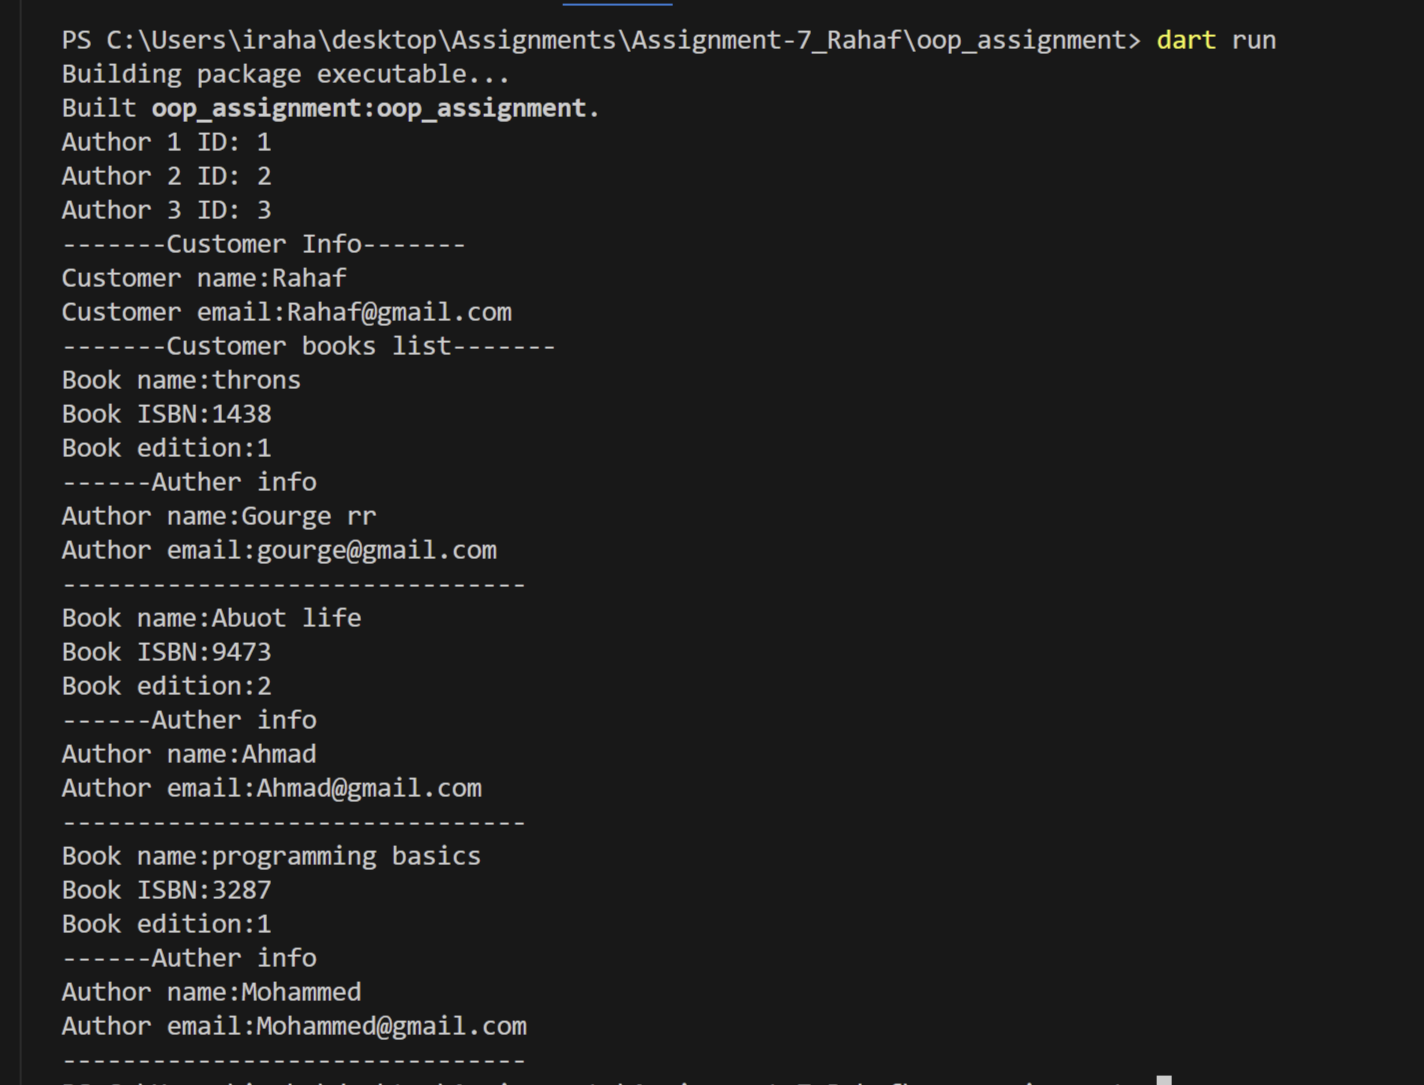 PS C:\Users\iraha\desktop\Assignments\Assignment-7_Rahaf\oop_assignment> dart run
Building package executable...
Built oop_assignment:oop_assignment.
Author 1 ID: 1
Author 2 ID: 2
Author 3 ID: 3
-------Customer Info-------
Customer name:Rahaf
Customer email:Rahaf@gmail.com
-------Customer books list-------
Book name:throns
Book ISBN:1438
Book edition:1
------Auther info
Author name:Gourge rr
Author email:gourge@gmail.com
-------------------------------
Book name:Abuot life
Book ISBN:9473
Book edition:2
------Auther info
Author name:Ahmad
Author email:Ahmad@gmail.com
-------------------------------
Book name:programming basics
Book ISBN:3287
Book edition:1
------Auther info
Author name:Mohammed
Author email:Mohammed@gmail.com
-------------------------------